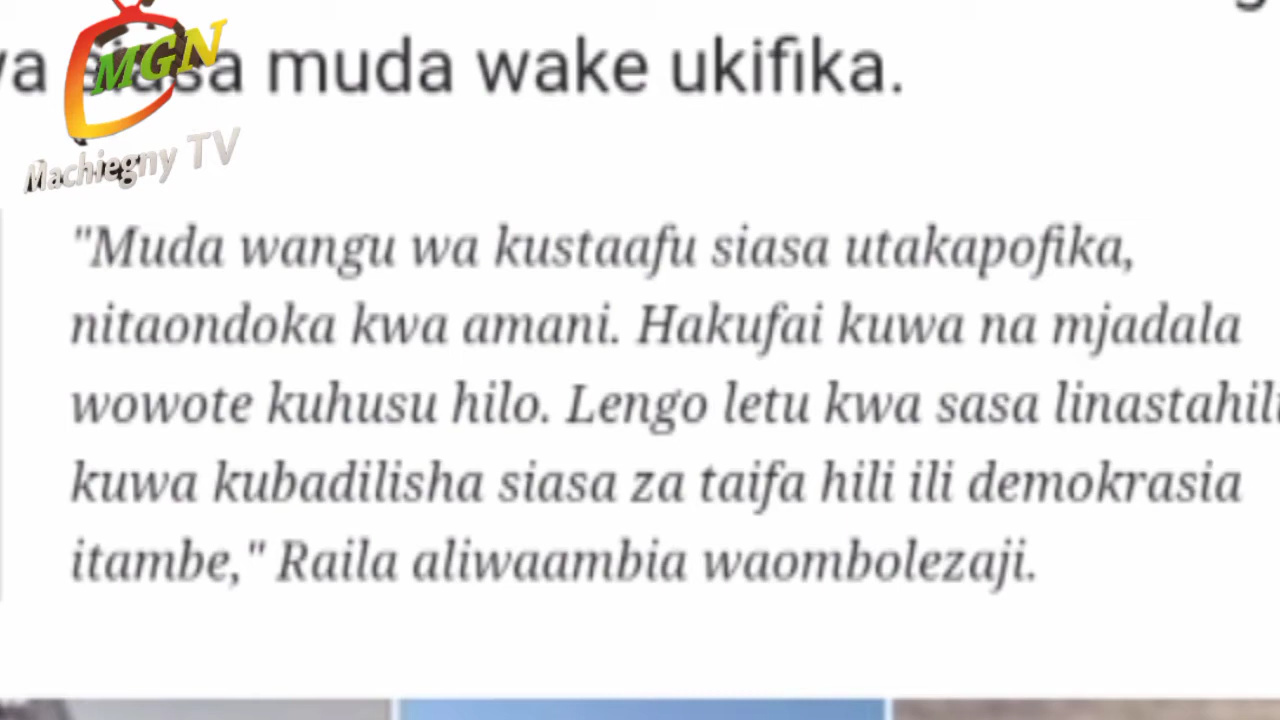 muda wake ukifika.
MGN
Machiegny TV
"Muda wangu wa kustaafu siasa utakapofika,
nitaondoka kwa amani. Hakufai kuwa na mjadala
wowote kuhusu hilo. Lengo letu kwa sasa linastahili
kuwa kubadilisha siasa za taifa hili ili demokrasia
itambe," Raila aliwaambia waombolezaji.